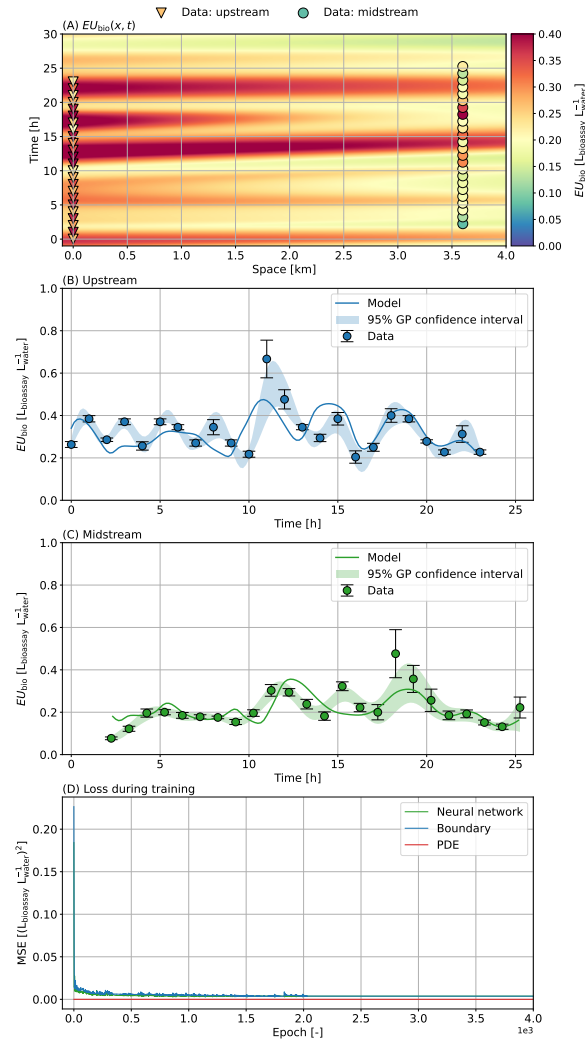 Data: upstream Data: midstream
(A) EU_bio(x, t)
30
25
20
15
10
5
0
Time [h]
0.0 0.5 1.0 1.5 2.0 2.5 3.0 3.5 4.0
Space [km]
0.40
0.35
0.30
0.25
0.20
0.15
0.10
0.05
0.00
EU_bio [L_bioassay L_water^−1]
(B) Upstream
1.0
0.8
0.6
0.4
0.2
0.0
EU_bio [L_bioassay L_water^−1]
Model
95% GP confidence interval
Data
0 5 10 15 20 25
Time [h]
(C) Midstream
1.0
0.8
0.6
0.4
0.2
0.0
EU_bio [L_bioassay L_water^−1]
Model
95% GP confidence interval
Data
0 5 10 15 20 25
Time [h]
(D) Loss during training
0.20
0.15
0.10
0.05
0.00
MSE [(L_bioassay L_water^−1)^2]
Neural network
Boundary
PDE
0.0 0.5 1.0 1.5 2.0 2.5 3.0 3.5 4.0
Epoch [-]
1e3